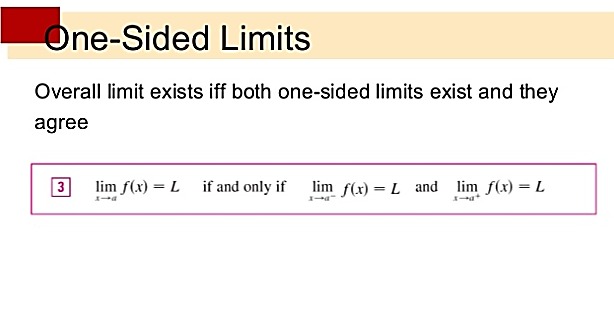 One-Sided Limits
Overall limit exists iff both one-sided limits exist and they
agree
3 lim x→a f(x) = L if and only if lim x→a⁻ f(x) = L and lim x→a⁺ f(x) = L